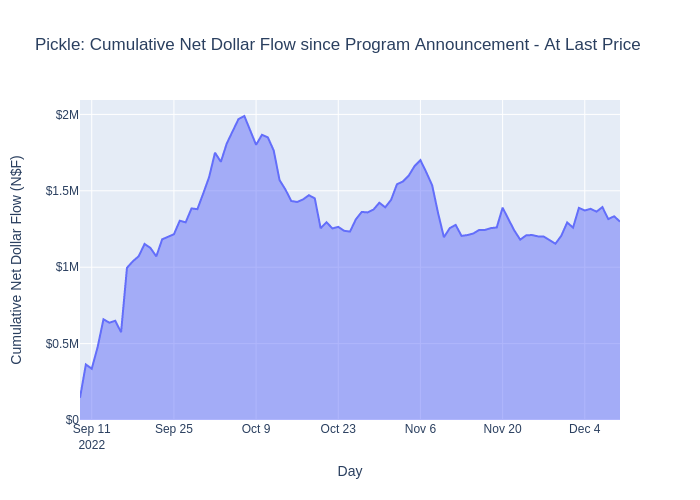 Pickle: Cumulative Net Dollar Flow since Program Announcement - At Last Price
Cumulative Net Dollar Flow (N$F)
$2M
$1.5M
$1M
$0.5M
$0
Sep 11 Sep 25 Oct 9 Oct 23 Nov 6 Nov 20 Dec 4
2022
Day